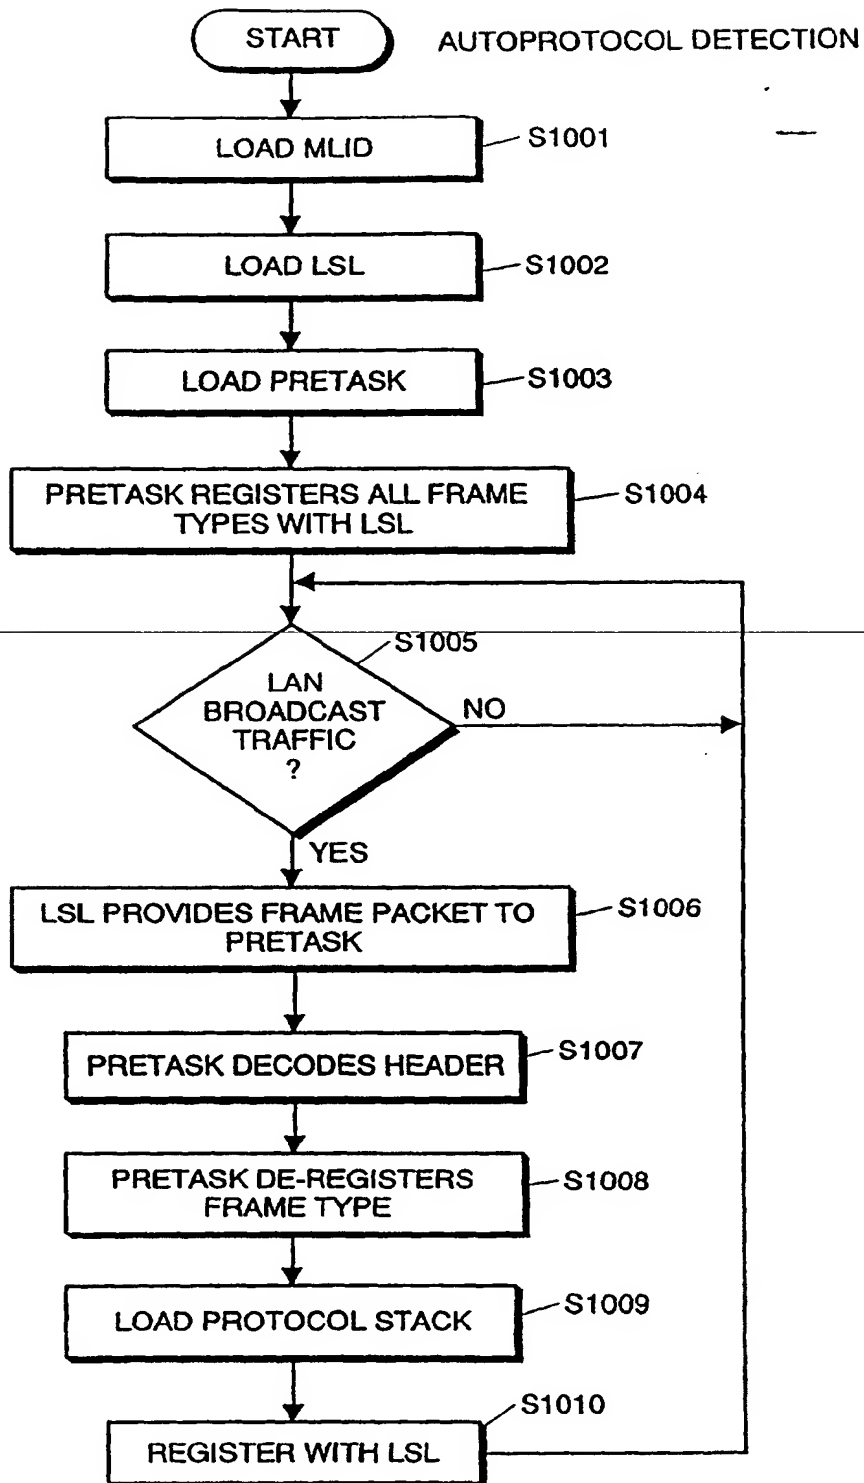 START
AUTOPROTOCOL DETECTION
LOAD MLID
S1001
LOAD LSL
S1002
LOAD PRETASK
S1003
PRETASK REGISTERS ALL FRAME
TYPES WITH LSL
S1004
S1005
LAN
BROADCAST
TRAFFIC
?
NO
YES
LSL PROVIDES FRAME PACKET TO
PRETASK
S1006
PRETASK DECODES HEADER
S1007
PRETASK DE-REGISTERS
FRAME TYPE
S1008
LOAD PROTOCOL STACK
S1009
REGISTER WITH LSL
S1010